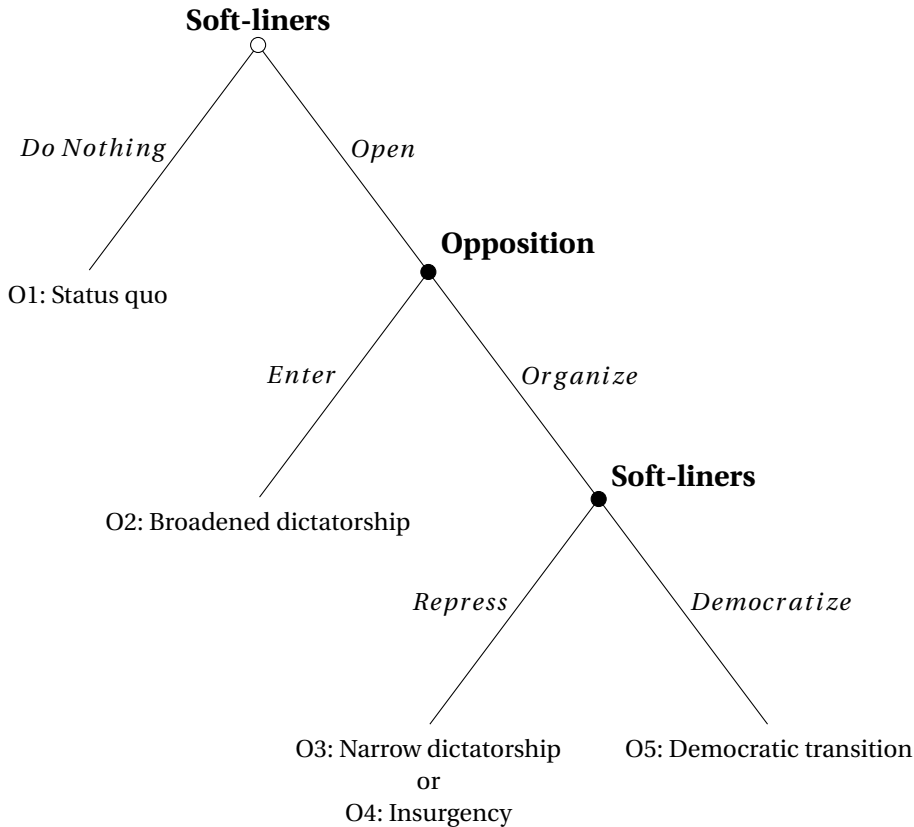 Soft-liners
Do Nothing
Open
Opposition
O1: Status quo
Enter
Organize
Soft-liners
O2: Broadened dictatorship
Repress
Democratize
O3: Narrow dictatorship
or
O4: Insurgency
O5: Democratic transition